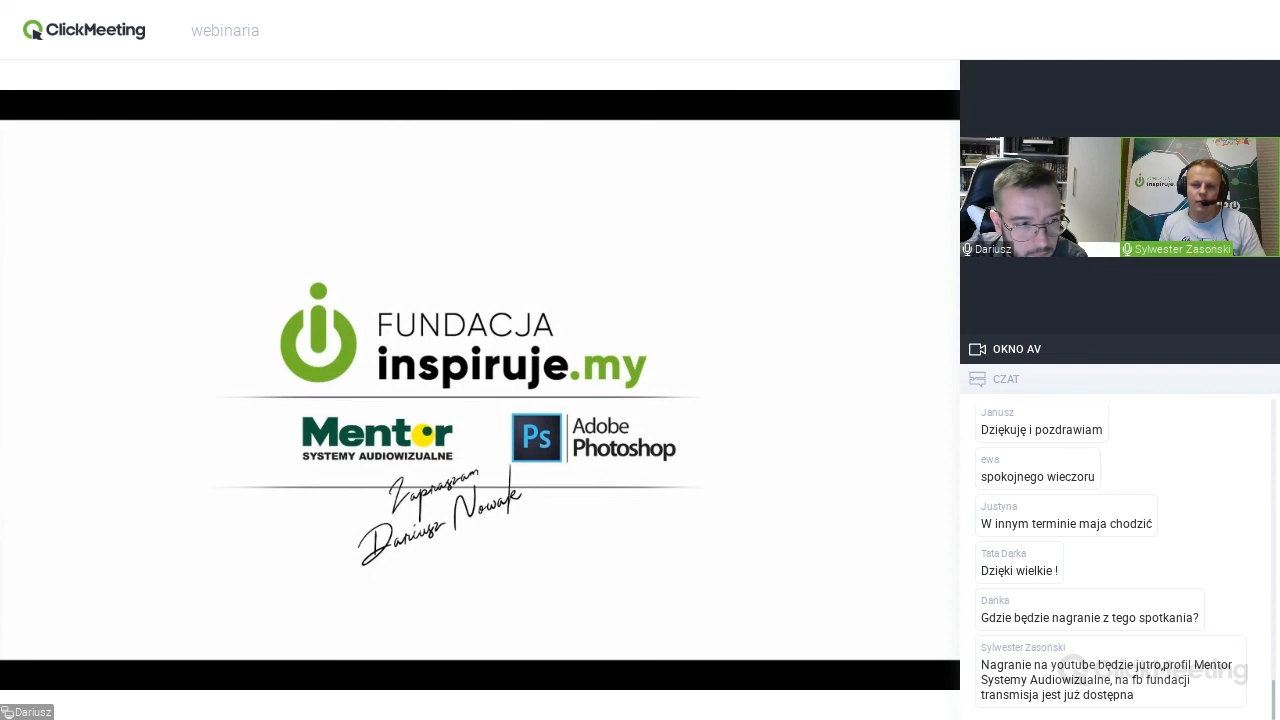 ClickMeeting
webinaria
FUNDACJA
inspiruje.my
Mentor
SYSTEMY AUDIOWIZUALNE
Ps
Adobe
Photoshop
Zapraszam
Dariusz Nowak
Dariusz
FUNDACJA
inspiruje
Dariusz
Sylwester Zasoński
OKNO AV
CZAT
Janusz
Dziękuję i pozdrawiam
ewa
spokojnego wieczoru
Justyna
W innym terminie maja chodzić
Tata Darka
Dzięki wielkie !
Danka
Gdzie będzie nagranie z tego spotkania?
Sylwester Zasoński
Nagranie na youtube będzie jutro,profil Mentor
Systemy Audiowizualne, na fb fundacji
transmisja jest już dostępna
ClickMeeting